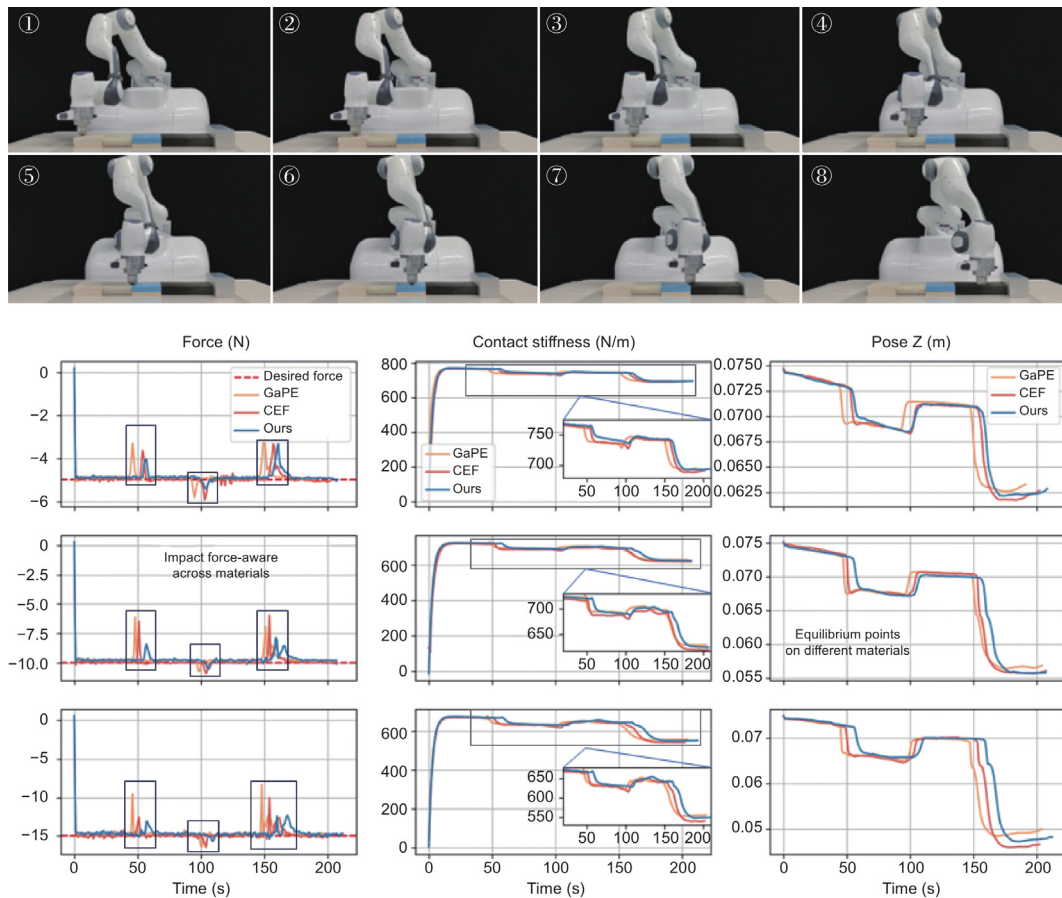 ① ② ③ ④
⑤ ⑥ ⑦ ⑧
Force (N)
0
−2
−4
−6
Desired force
GaPE
CEF
Ours
Contact stiffness (N/m)
800
600
400
200
0
750
700
50 100 150 200
GaPE
CEF
Ours
0 50 100 150 200
Pose Z (m)
0.0750
0.0725
0.0700
0.0675
0.0650
0.0625
GaPE
CEF
Ours
0
−2.5
−5.0
−7.5
−10.0
Impact force-aware
across materials
600
400
200
0
700
650
50 100 150 200
0.075
0.070
0.065
0.060
0.055
Equilibrium points
on different materials
0
−5
−10
−15
0 50 100 150 200
Time (s)
600
400
200
0
650
600
550
50 100 150 200
0 50 100 150 200
Time (s)
0.07
0.06
0.05
0 50 100 150 200
Time (s)